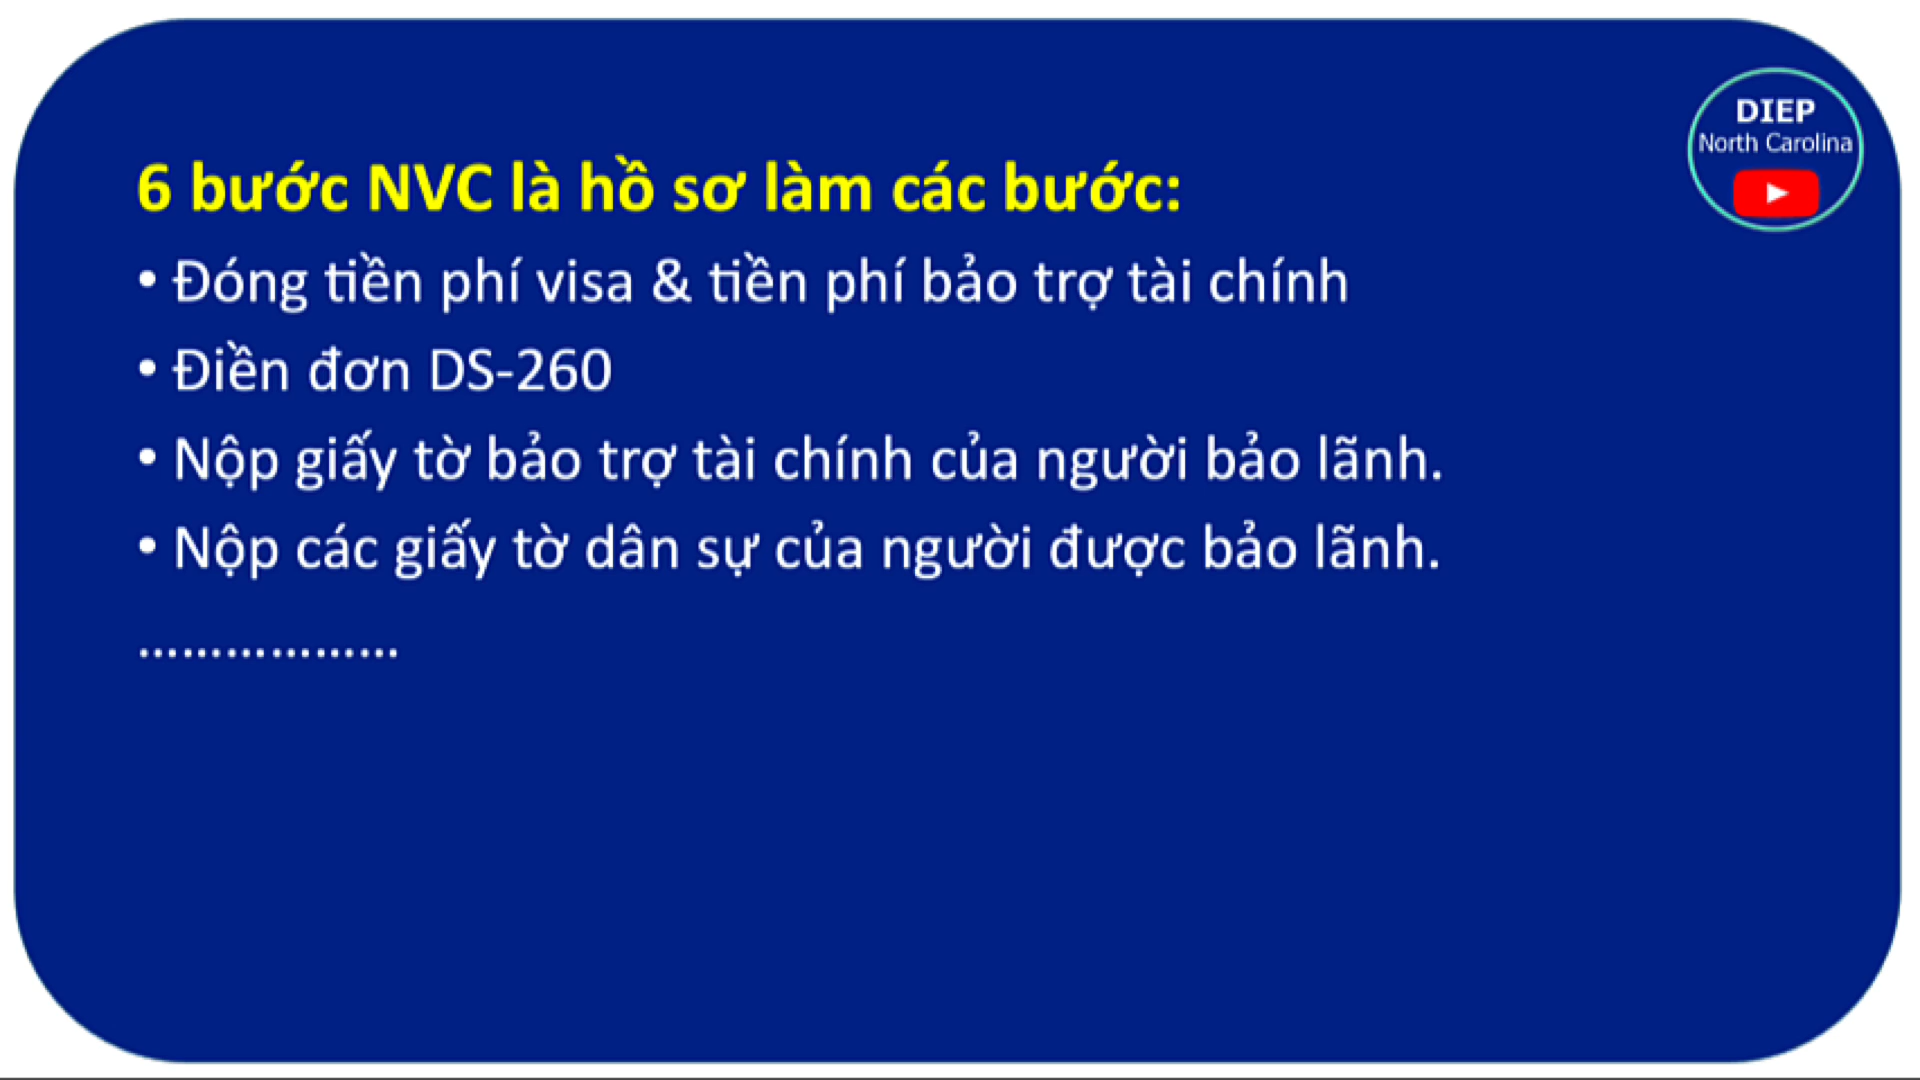 DIEP
North Carolina
6 bước NVC là hồ sơ làm các bước:
• Đóng tiền phí visa & tiền phí bảo trợ tài chính
• Điền đơn DS-260
• Nộp giấy tờ bảo trợ tài chính của người bảo lãnh.
• Nộp các giấy tờ dân sự của người được bảo lãnh.
..................